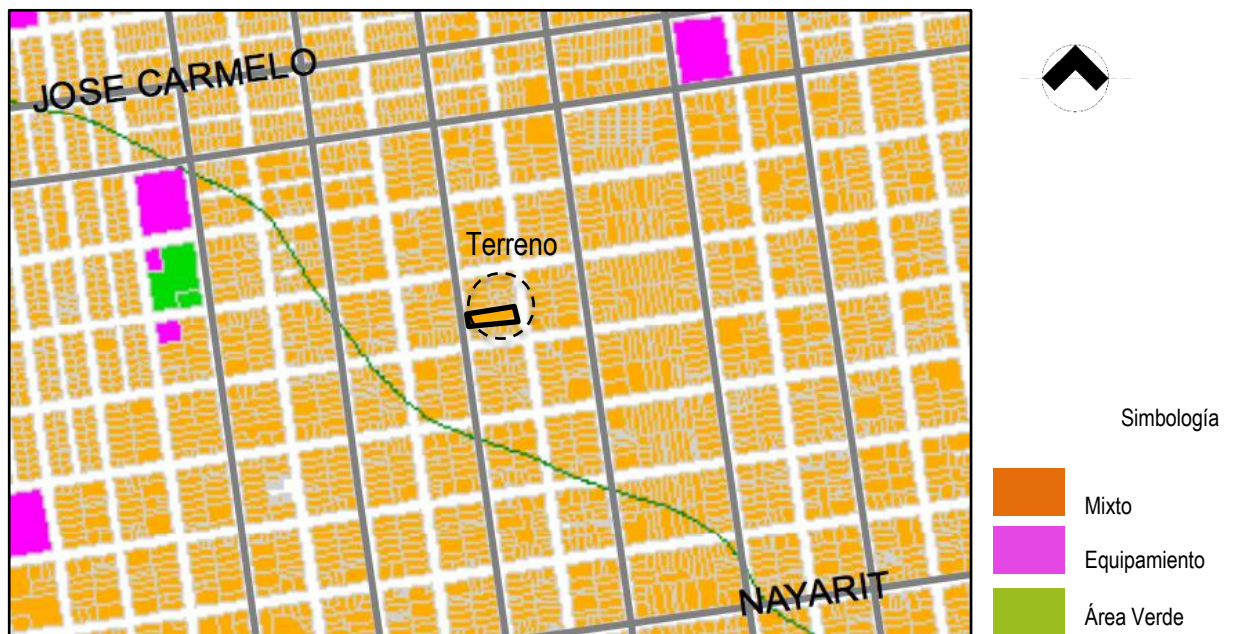 JOSE CARMELO
Terreno
NAYARIT
Simbología
Mixto
Equipamiento
Área Verde